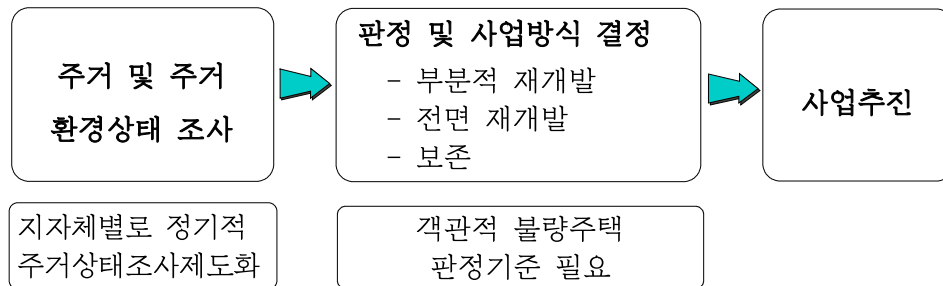 주거 및 주거
환경상태 조사
판정 및 사업방식 결정
- 부분적 재개발
- 전면 재개발
- 보존
사업추진
지자체별로 정기적
주거상태조사제도화
객관적 불량주택
판정기준 필요